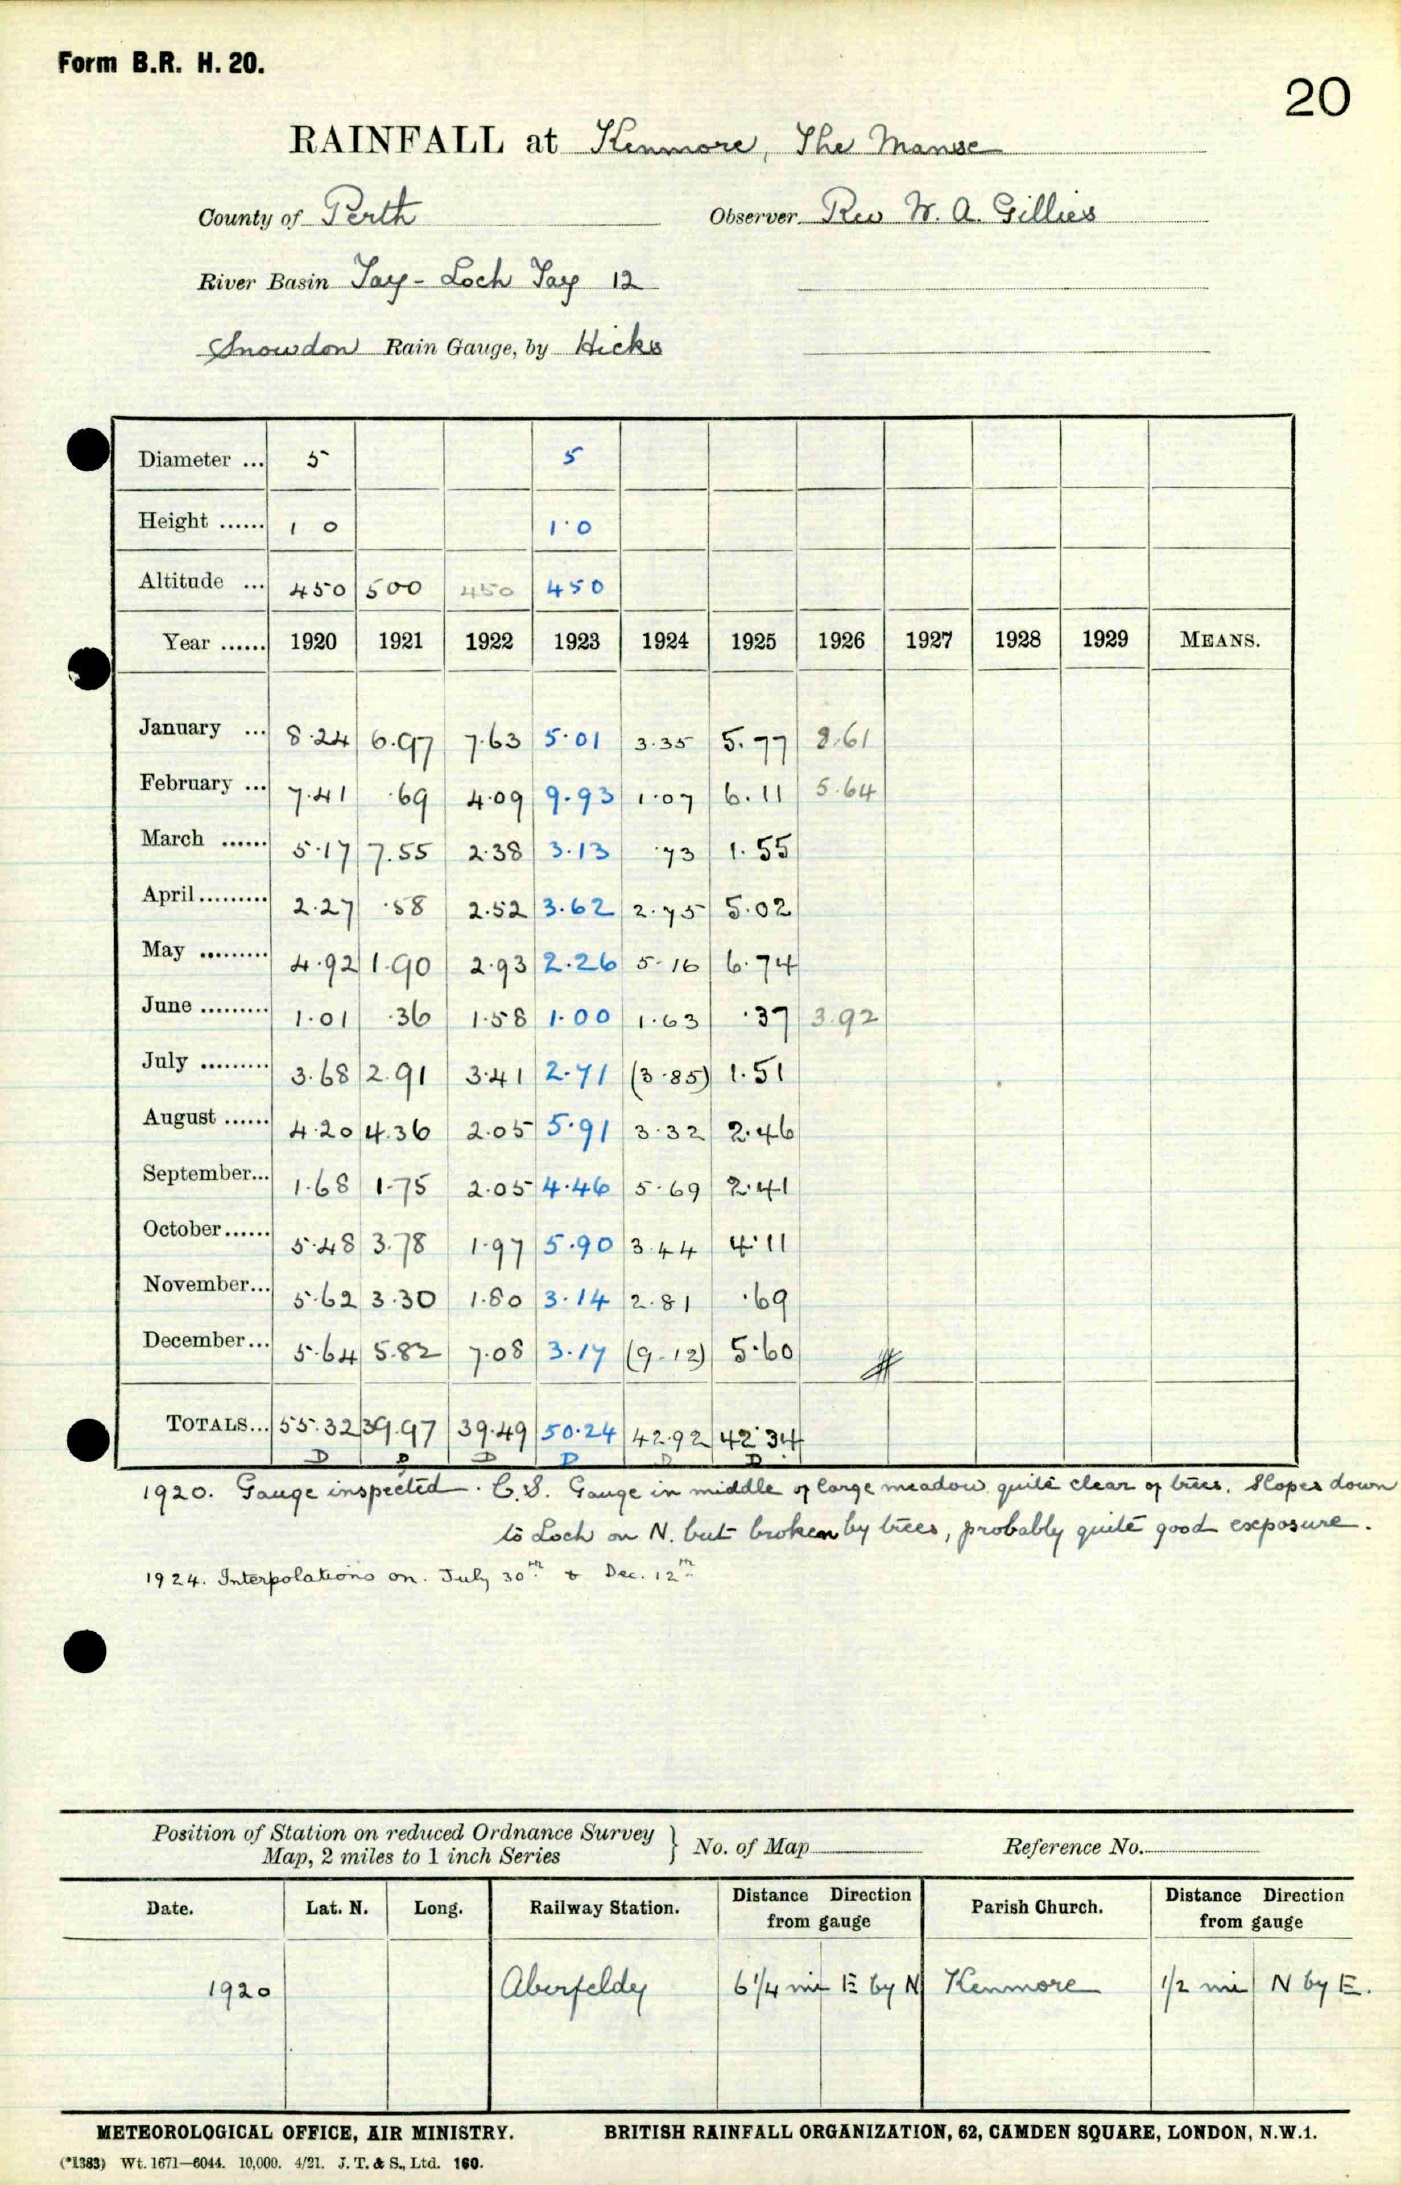 Form B.R. H. 20.
20
RAINFALL at Kenmore, The Manse
County of Perth Observer Rev W. A. Gillies
River Basin Tay - Loch Tay 12
Snowdon Rain Gauge, by Hicks
Diameter ... 5 5
Height ...... 1 0 1·0
Altitude ... 450 500 450 450
Year ...... 1920 1921 1922 1923 1924 1925 1926 1927 1928 1929 MEANS.
January ... 8·24 6·97 7·63 5·01 3·35 5·77 8·61
February ... 7·41 ·69 4·09 9·93 1·07 6·11 5·64
March ...... 5·17 7·55 2·38 3·13 ·73 1·55
April ......... 2·27 ·58 2·52 3·62 2·75 5·02
May ......... 4·92 1·90 2·93 2·26 5·16 6·74
June ......... 1·01 ·36 1·58 1·00 1·63 ·37 3·92
July ......... 3·68 2·91 3·41 2·71 (3·85) 1·51
August ...... 4·20 4·36 2·05 5·91 3·32 2·46
September... 1·68 1·75 2·05 4·46 5·69 2·41
October...... 5·48 3·78 1·97 5·90 3·44 4·11
November... 5·62 3·30 1·80 3·14 2·81 ·69
December... 5·64 5·82 7·08 3·17 (9·12) 5·60
TOTALS... 55·32 39·97 39·49 50·24 42·92 42·34
D D D D D D
1920. Gauge inspected. C.S. Gauge in middle of large meadow quite clear of trees. Slopes down
to Loch on N. but broken by trees, probably quite good exposure.
1924. Interpolations on July 30th & Dec. 12th
Position of Station on reduced Ordnance Survey
Map, 2 miles to 1 inch Series } No. of Map Reference No.
Date. Lat. N. Long. Railway Station. Distance Direction from gauge Parish Church. Distance Direction from gauge
1920 Aberfeldy 6 1/4 mi E by N Kenmore 1/2 mi N by E.
METEOROLOGICAL OFFICE, AIR MINISTRY. BRITISH RAINFALL ORGANIZATION, 62, CAMDEN SQUARE, LONDON, N.W.1.
(*1383) Wt. 1671—6044. 10,000. 4/21. J. T. & S., Ltd. 160.